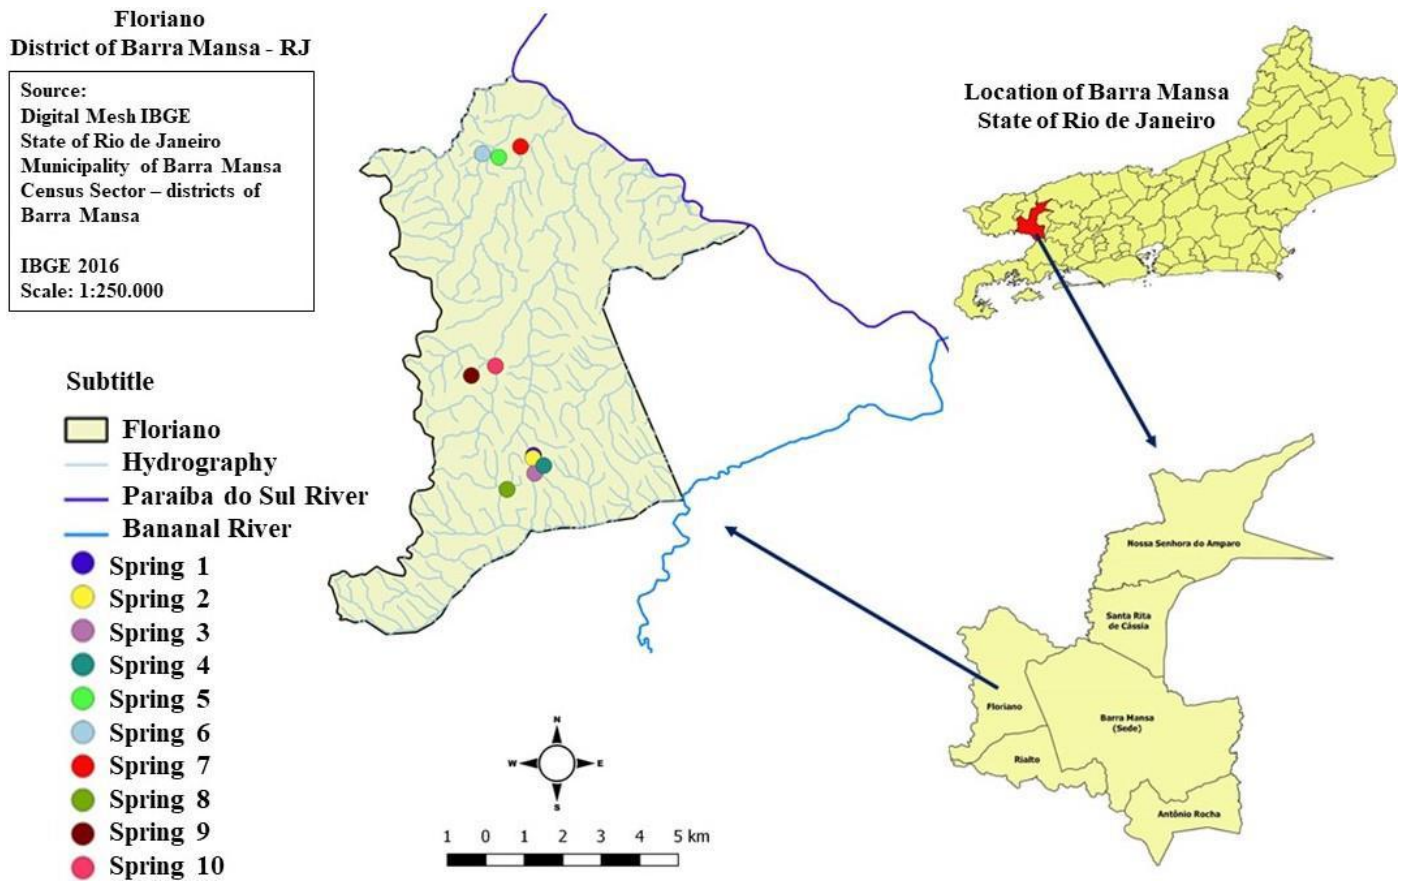 Floriano
District of Barra Mansa - RJ
Source:
Digital Mesh IBGE
State of Rio de Janeiro
Municipality of Barra Mansa
Census Sector – districts of
Barra Mansa
IBGE 2016
Scale: 1:250.000
Location of Barra Mansa
State of Rio de Janeiro
Subtitle
Floriano
Hydrography
Paraíba do Sul River
Bananal River
Spring 1
Spring 2
Spring 3
Spring 4
Spring 5
Spring 6
Spring 7
Spring 8
Spring 9
Spring 10
N
W E
S
1 0 1 2 3 4 5 km
Nossa Senhora do Amparo
Santa Rita
de Cássia
Floriano
Barra Mansa
(Sede)
Rialto
Antônio Rocha